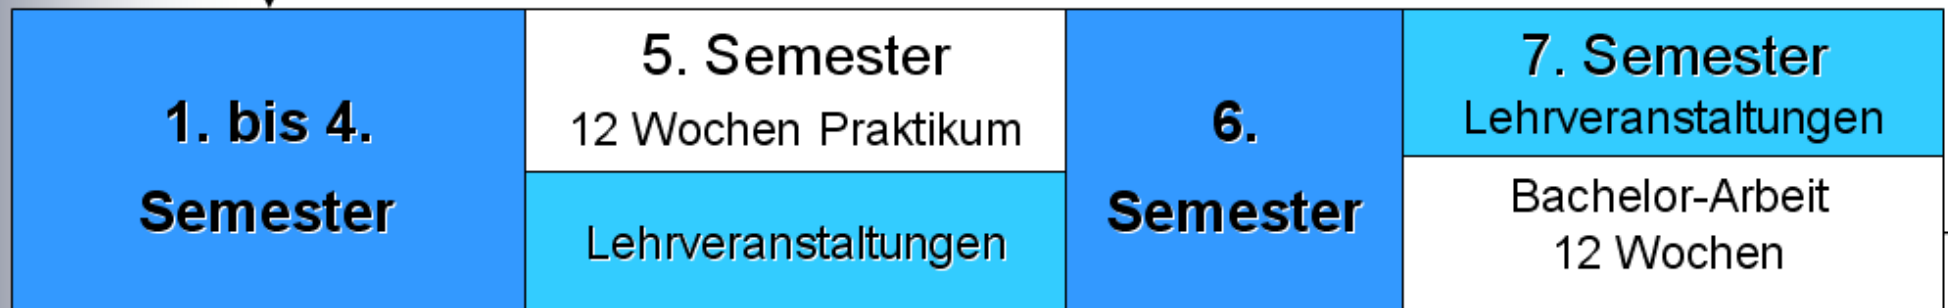 1. bis 4.
Semester
5. Semester
12 Wochen Praktikum
Lehrveranstaltungen
6.
Semester
7. Semester
Lehrveranstaltungen
Bachelor-Arbeit
12 Wochen